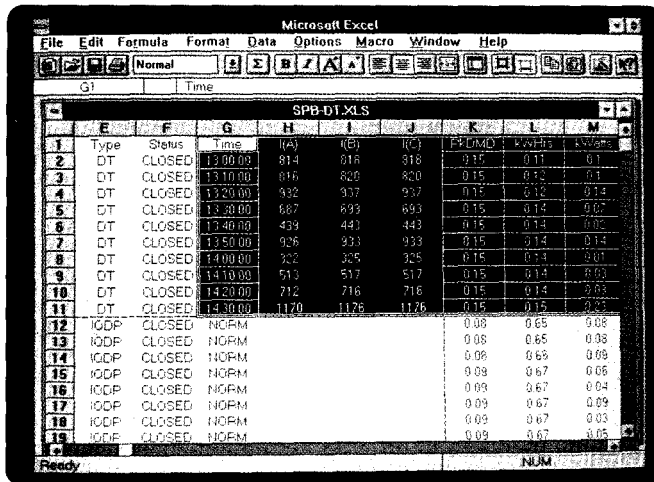 Microsoft Excel
File Edit Formula Format Data Options Macro Window Help
Normal Σ B I A A
G1 Time
SPB-DT.XLS
E F G H I J K L M
1 Type Status Time I(A) I(B) I(C) PkDMD kWHrs kWatts
2 DT CLOSED 13:00:00 814 816 818 0.15 0.11 0.1
3 DT CLOSED 13:10:00 816 820 820 0.15 0.12 0.1
4 DT CLOSED 13:20:00 932 937 937 0.15 0.12 0.14
5 DT CLOSED 13:30:00 687 693 693 0.15 0.14 0.07
6 DT CLOSED 13:40:00 439 443 443 0.15 0.14
7 DT CLOSED 13:50:00 926 933 933 0.15 0.14 0.14
8 DT CLOSED 14:00:00 322 325 325 0.15 0.14 0.01
9 DT CLOSED 14:10:00 513 517 517 0.15 0.14 0.03
10 DT CLOSED 14:20:00 712 716 716 0.15 0.14
11 DT CLOSED 14:30:00 1170 1176 1176 0.15 0.15
12 IODP CLOSED NORM 0.08 0.65 0.08
13 IODP CLOSED NORM 0.08 0.65 0.08
14 IODP CLOSED NORM 0.08 0.09
15 IODP CLOSED NORM 0.09 0.67 0.06
16 IODP CLOSED NORM 0.09 0.67 0.04
17 IODP CLOSED NORM 0.09 0.67 0.09
18 IODP CLOSED NORM 0.09 0.67 0.03
19 IODP CLOSED NORM 0.09 0.67 0.05
Ready NUM